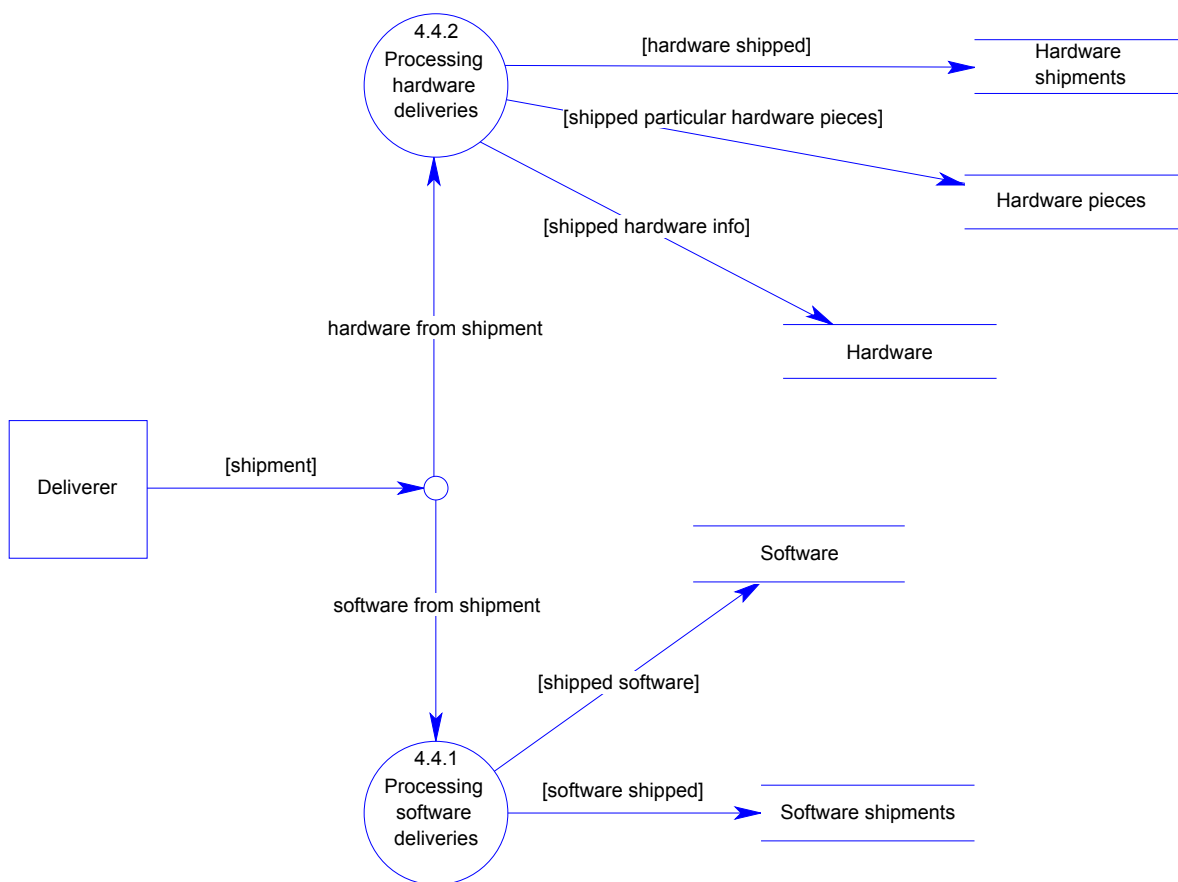 4.4.2
Processing
hardware
deliveries
[hardware shipped]
Hardware
shipments
[shipped particular hardware pieces]
Hardware pieces
[shipped hardware info]
hardware from shipment
Hardware
[shipment]
Deliverer
Software
software from shipment
[shipped software]
4.4.1
Processing
software
deliveries
[software shipped]
Software shipments